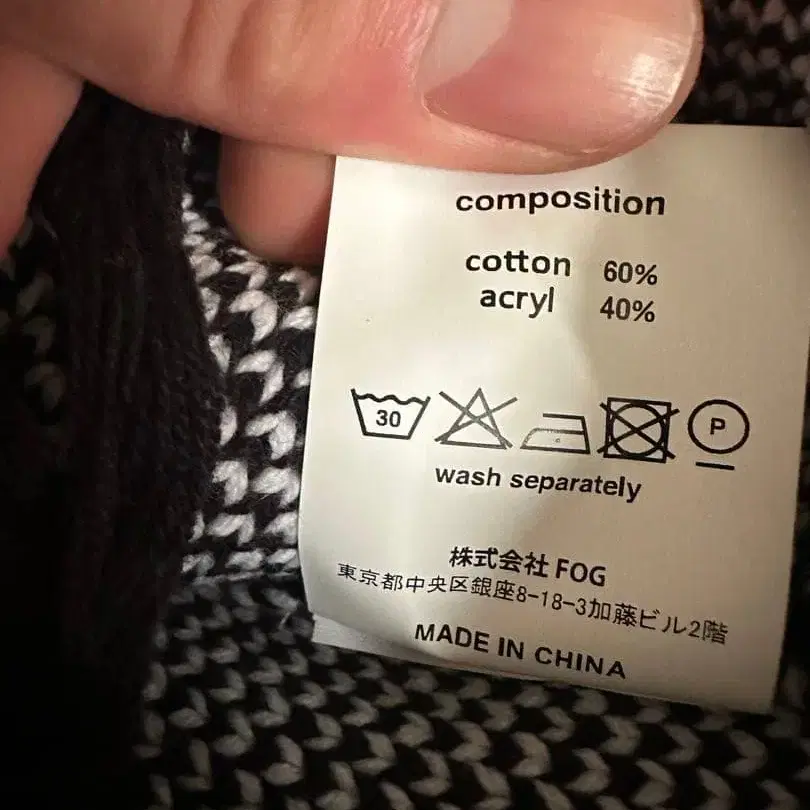 composition
cotton 60%
acryl 40%
30 P
wash separately
株式会社 FOG
東京都中央区銀座8-18-3加藤ビル2階
MADE IN CHINA